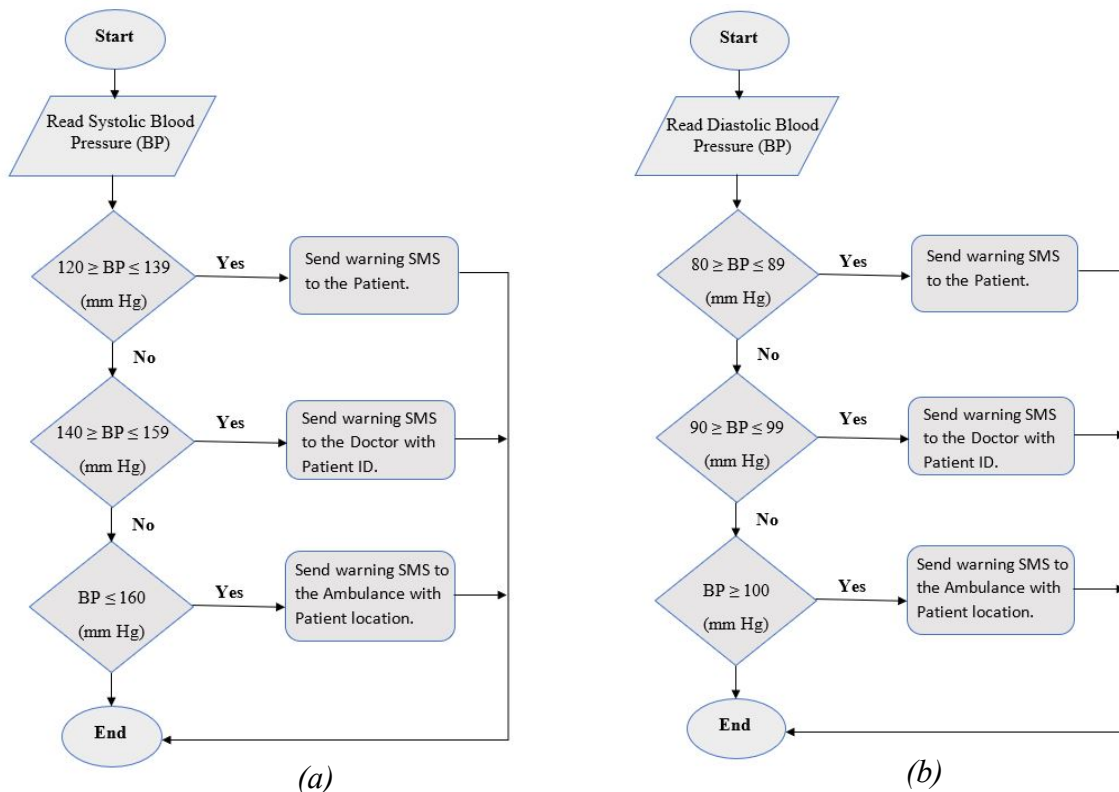 Start
Read Systolic Blood
Pressure (BP)
120 ≥ BP ≤ 139
(mm Hg)
Yes
Send warning SMS
to the Patient.
No
140 ≥ BP ≤ 159
(mm Hg)
Yes
Send warning SMS
to the Doctor with
Patient ID.
No
BP ≤ 160
(mm Hg)
Yes
Send warning SMS to
the Ambulance with
Patient location.
End
(a)
Start
Read Diastolic Blood
Pressure (BP)
80 ≥ BP ≤ 89
(mm Hg)
Yes
Send warning SMS
to the Patient.
No
90 ≥ BP ≤ 99
(mm Hg)
Yes
Send warning SMS
to the Doctor with
Patient ID.
No
BP ≥ 100
(mm Hg)
Yes
Send warning SMS to
the Ambulance with
Patient location.
End
(b)